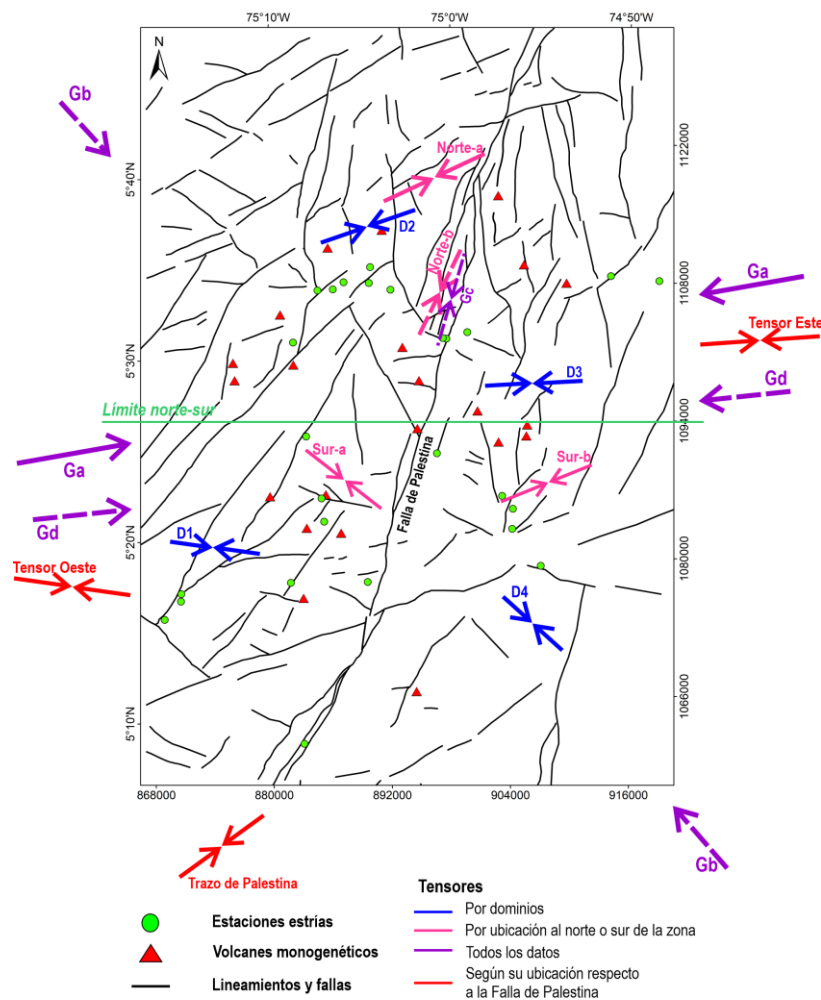 75°10'W 75°0'W 74°50'W
N
Gb
1122000
Norte-a
5°40'N
D2
Norte-b
Ga
1108000
Gc
Tensor Este
5°30'N
D3
Gd
Límite norte-sur
1094000
Ga
Sur-a
Sur-b
Falla de Palestina
Gd
D1
5°20'N
1080000
Tensor Oeste
D4
1066000
5°10'N
868000 880000 892000 904000 916000
Gb
Trazo de Palestina
Tensores
Estaciones estrías
Volcanes monogenéticos
Lineamientos y fallas
Por dominios
Por ubicación al norte o sur de la zona
Todos los datos
Según su ubicación respecto
a la Falla de Palestina